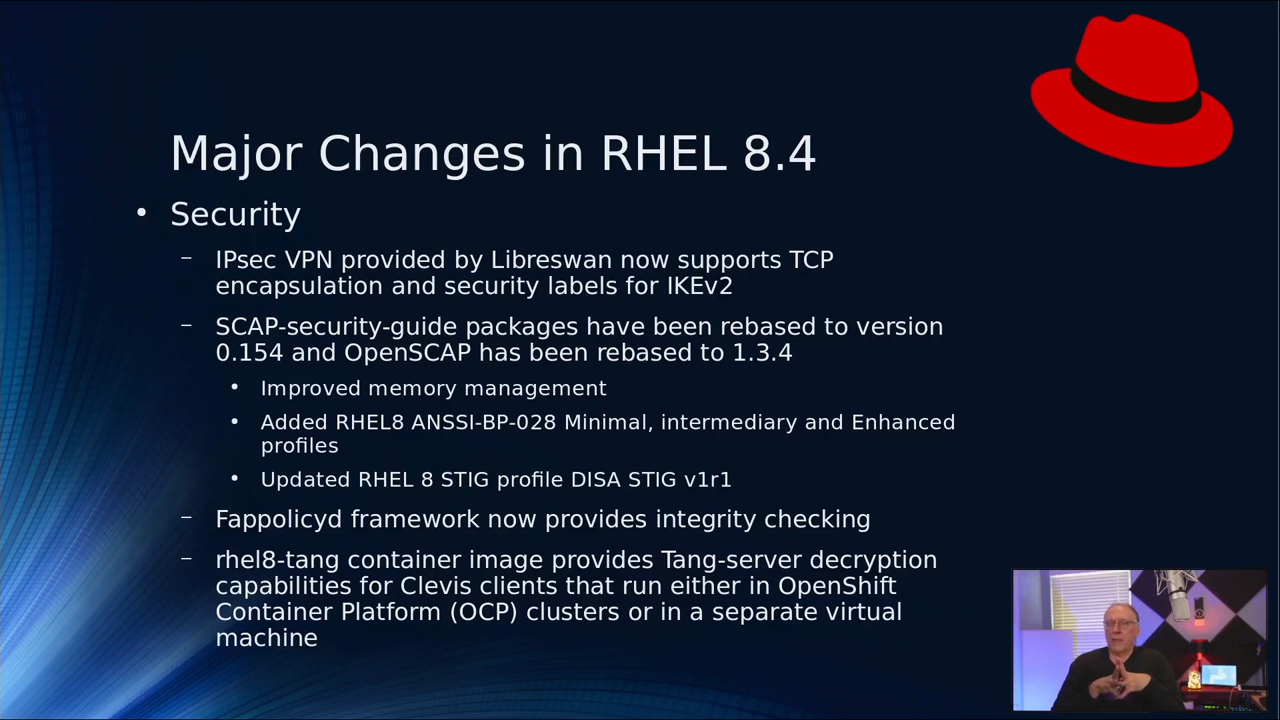 Major Changes in RHEL 8.4
• Security
– IPsec VPN provided by Libreswan now supports TCP
encapsulation and security labels for IKEv2
– SCAP-security-guide packages have been rebased to version
0.154 and OpenSCAP has been rebased to 1.3.4
• Improved memory management
• Added RHEL8 ANSSI-BP-028 Minimal, intermediary and Enhanced
profiles
• Updated RHEL 8 STIG profile DISA STIG v1r1
– Fappolicyd framework now provides integrity checking
– rhel8-tang container image provides Tang-server decryption
capabilities for Clevis clients that run either in OpenShift
Container Platform (OCP) clusters or in a separate virtual
machine